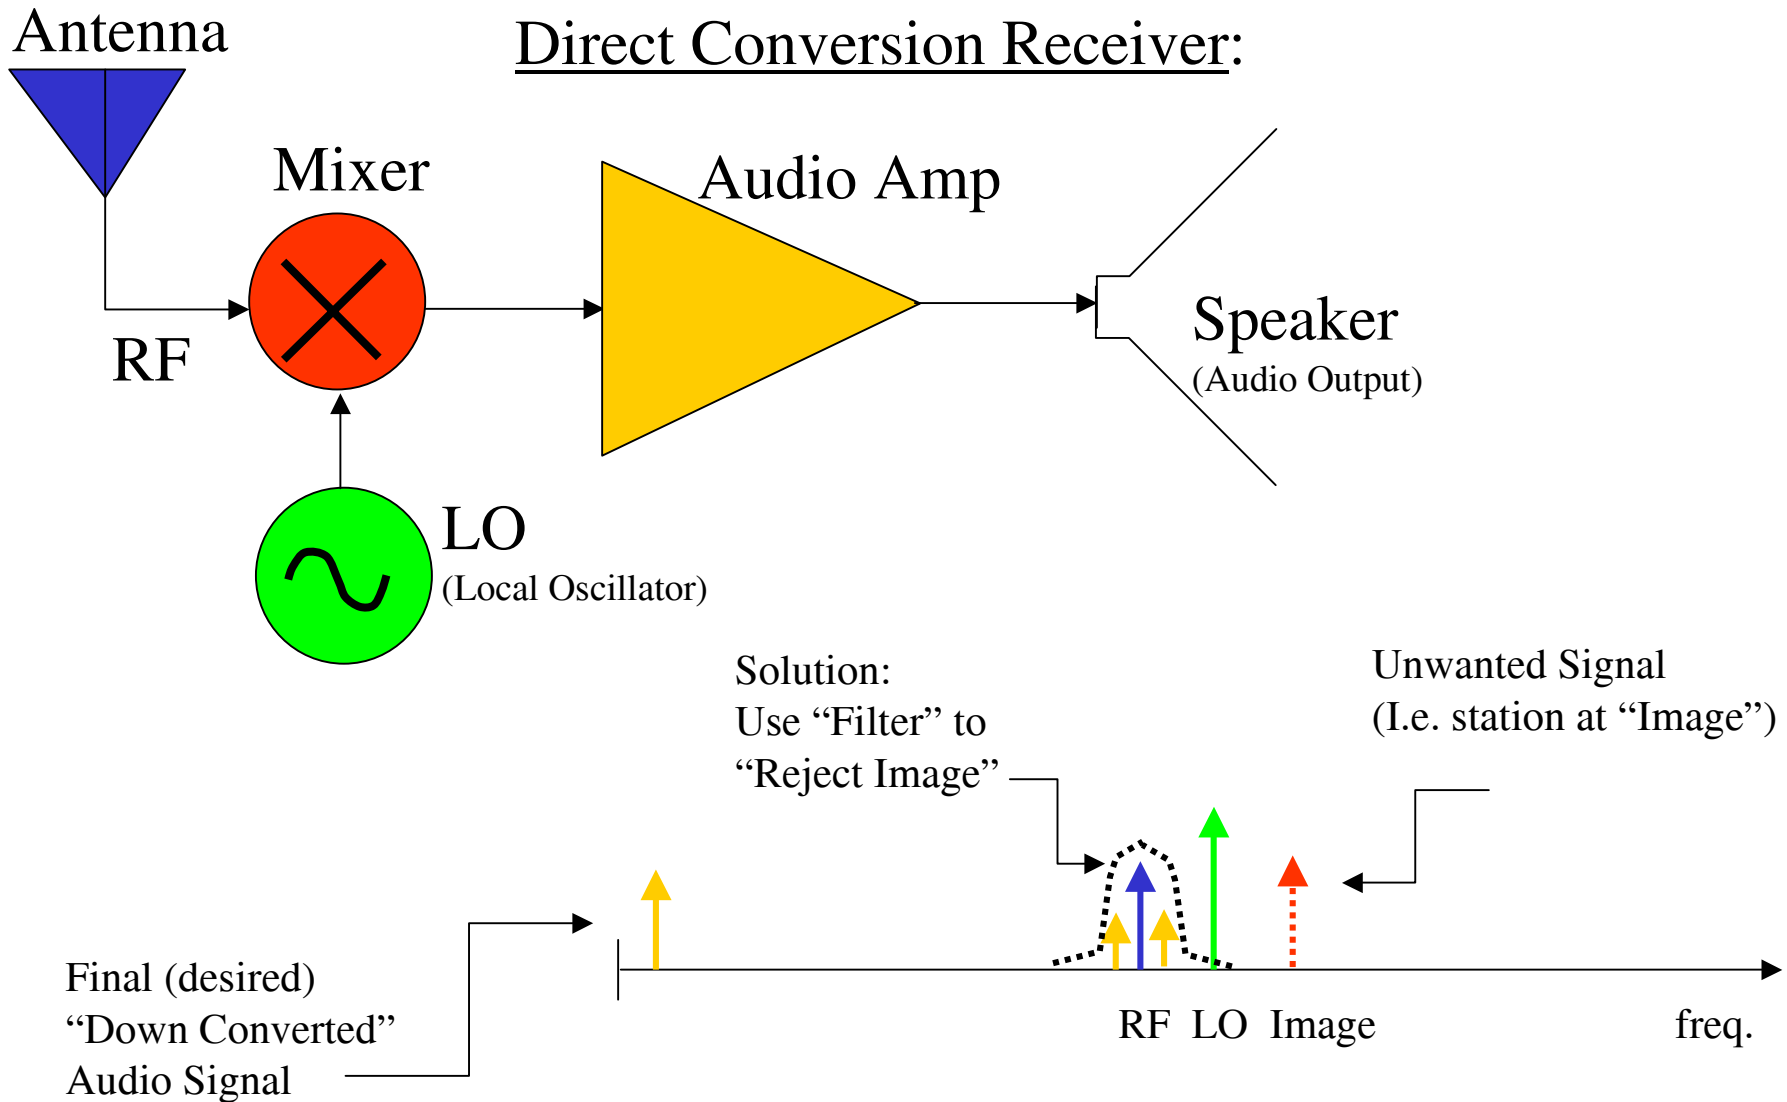 Antenna
Direct Conversion Receiver:
Mixer
Audio Amp
RF
Speaker
(Audio Output)
LO
(Local Oscillator)
Solution:
Use “Filter” to
“Reject Image”
Unwanted Signal
(I.e. station at “Image”)
Final (desired)
“Down Converted”
Audio Signal
RF LO Image freq.